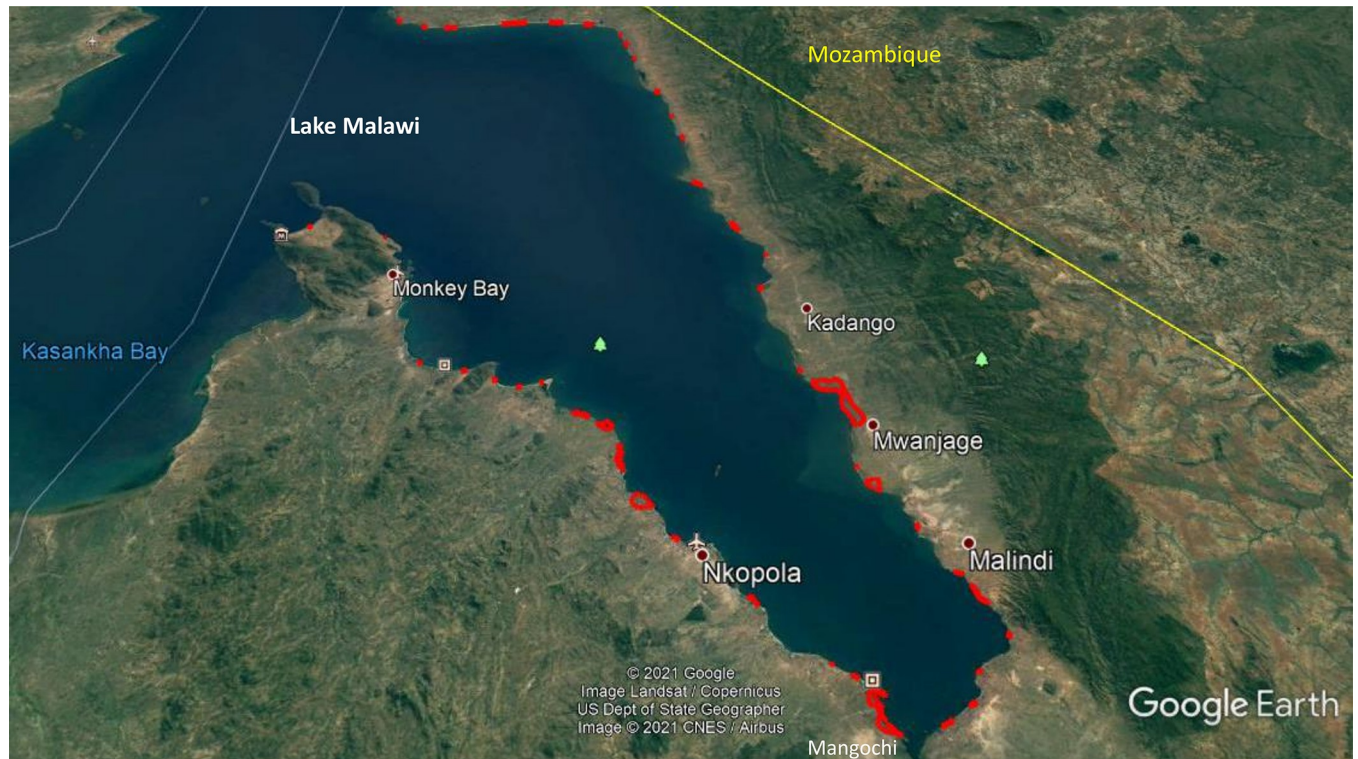 Mozambique
Lake Malawi
Monkey Bay
Kadango
Kasankha Bay
Mwanjage
Malindi
Nkopola
© 2021 Google
Image Landsat / Copernicus
US Dept of State Geographer
Image © 2021 CNES / Airbus
Google Earth
Mangochi